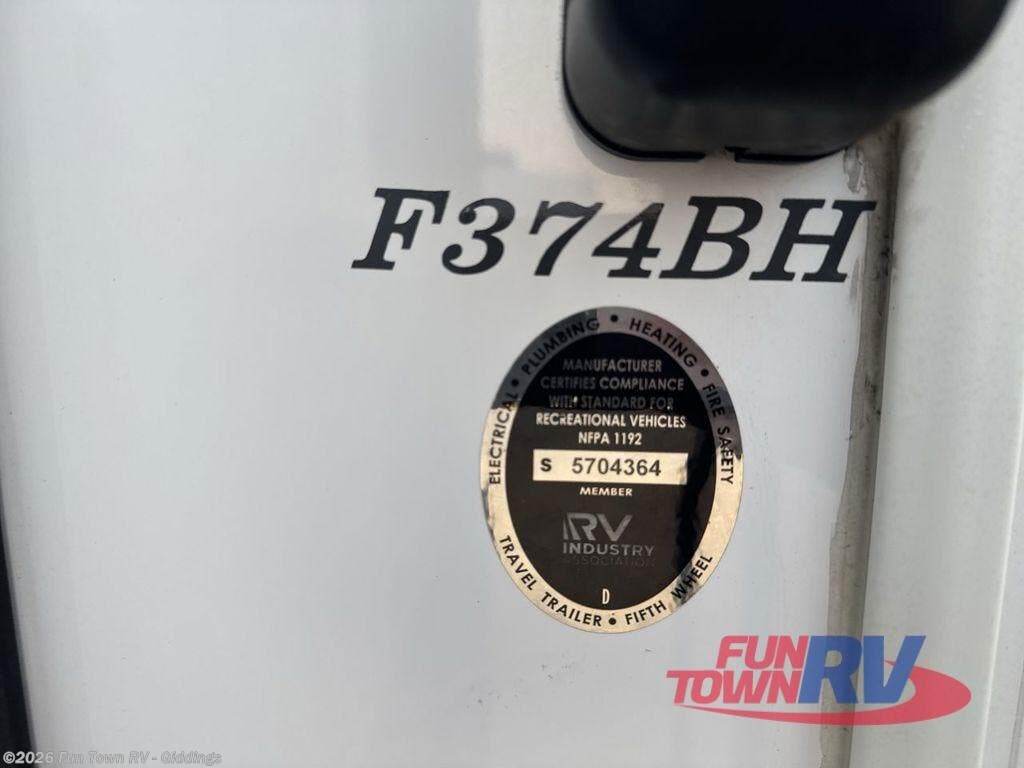 F374BH
ELECTRICAL • PLUMBING • HEATING • FIRE SAFETY
MANUFACTURER
CERTIFIES COMPLIANCE
WITH STANDARD FOR
RECREATIONAL VEHICLES
NFPA 1192
S 5704364
MEMBER
RV
INDUSTRY
ASSOCIATION
D
TRAVEL TRAILER • FIFTH WHEEL
FUN
TOWN RV
©2026 Fun Town RV - Giddings